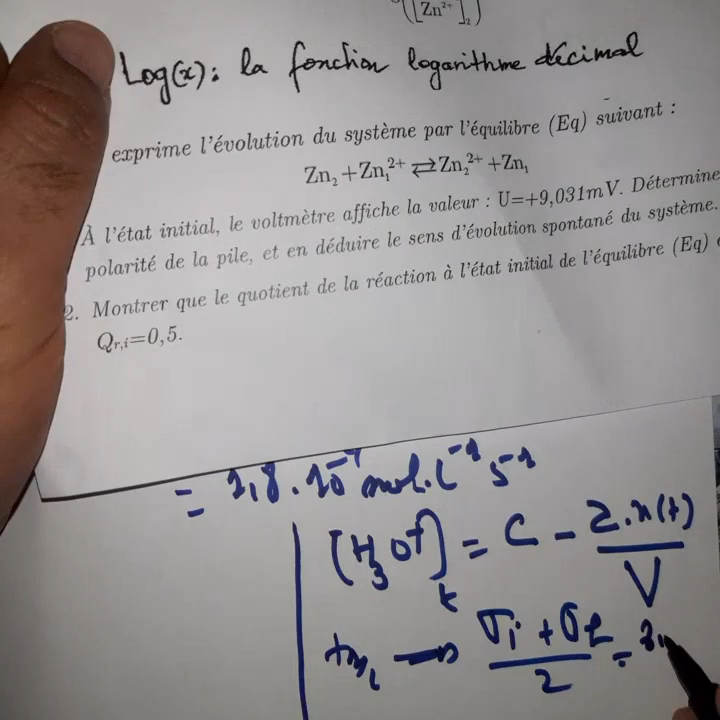 ([Zn²⁺]₂)
Log(x): la fonction logarithme décimal
exprime l'évolution du système par l'équilibre (Eq) suivant :
Zn₂ + Zn₁²⁺ ⇄ Zn₂²⁺ + Zn₁
À l'état initial, le voltmètre affiche la valeur : U=+9,031mV. Détermine
polarité de la pile, et en déduire le sens d'évolution spontané du système.
2. Montrer que le quotient de la réaction à l'état initial de l'équilibre (Eq)
Qr,i=0,5.
= 1,8.10 mol.L⁻¹ s⁻¹
[H₃O⁺]t = C - 2.x(t)/V
→ σi + σf / 2 =